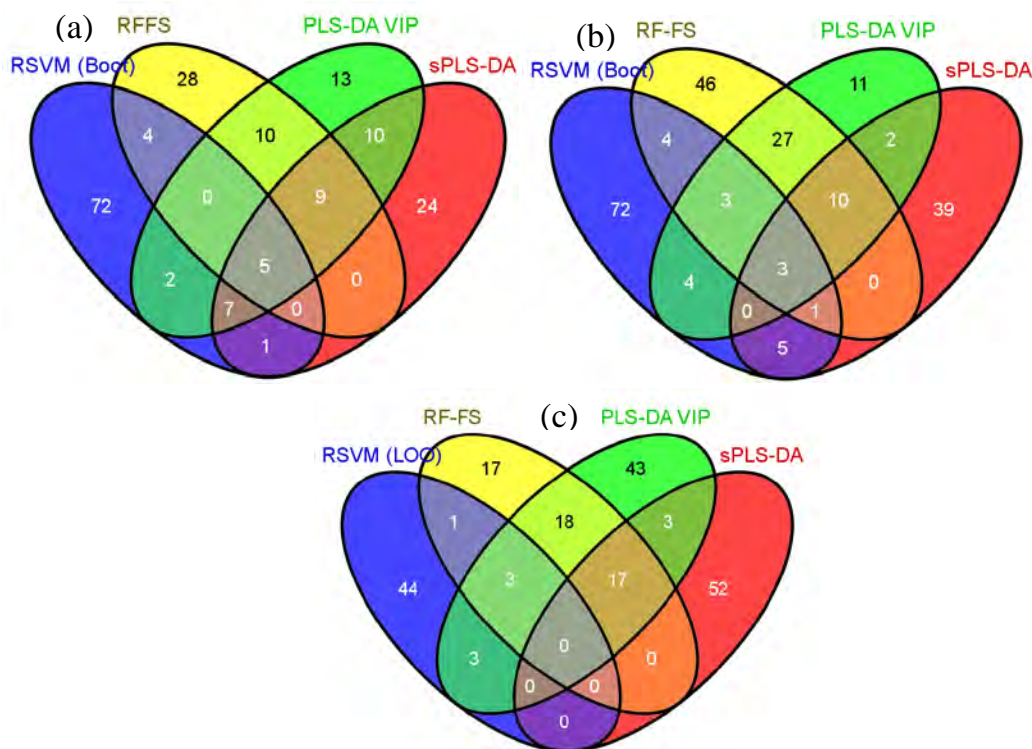 (a) RFFS PLS-DA VIP
RSVM (Boot) 28 13 sPLS-DA
4 10 10
72 0 9 24
2 5 0
7 0
1
(b) RF-FS PLS-DA VIP
RSVM (Boot) 46 11 sPLS-DA
4 27 2
72 3 10 39
4 3 0
0 1
5
(c) RF-FS PLS-DA VIP
RSVM (LOO) 17 43 sPLS-DA
1 18 3
44 3 17 52
3 0 0
0 0
0